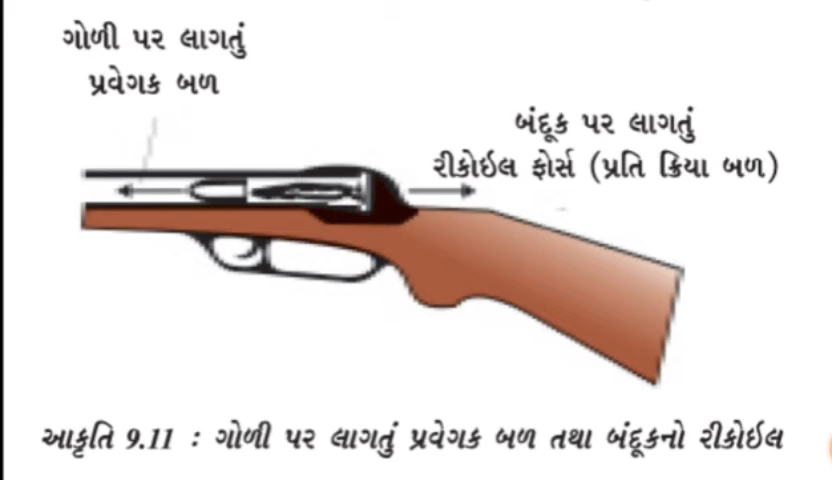 ગોળી પર લાગતું
પ્રવેગક બળ
બંદૂક પર લાગતું
રીકોઇલ ફોર્સ (પ્રતિ ક્રિયા બળ)
આકૃતિ 9.11 : ગોળી પર લાગતું પ્રવેગક બળ તથા બંદૂકનો રીકોઈલ